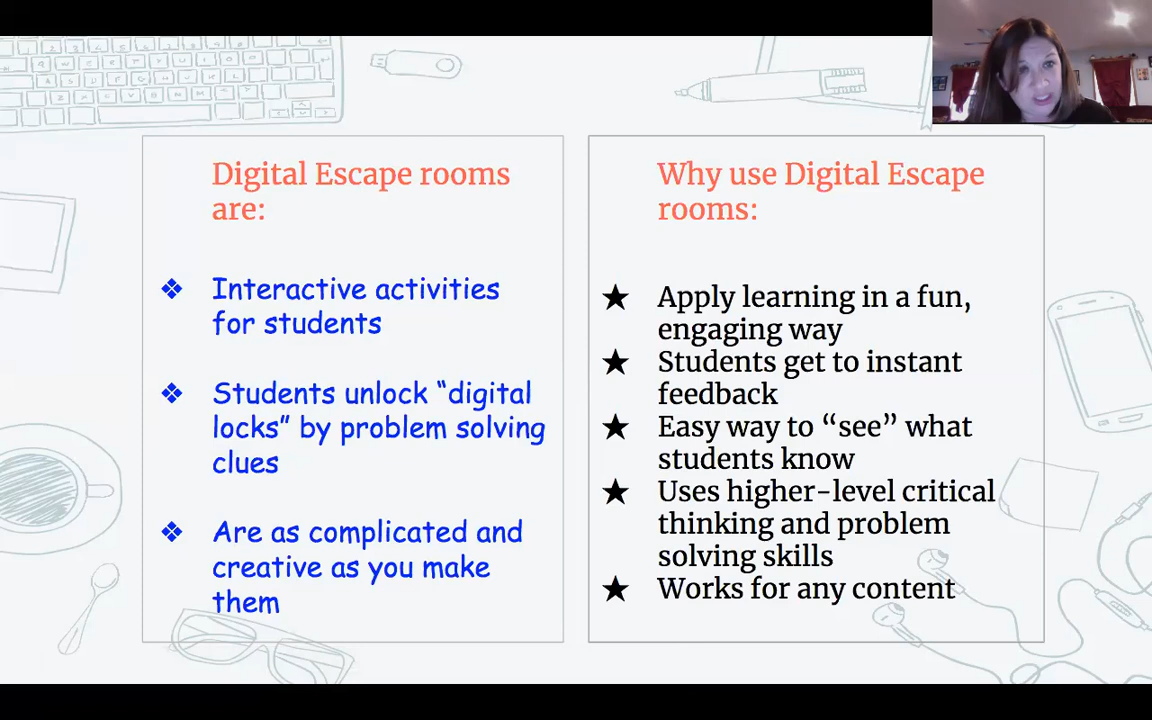 Digital Escape rooms
are:
Interactive activities
for students
Students unlock “digital
locks” by problem solving
clues
Are as complicated and
creative as you make
them
Why use Digital Escape
rooms:
Apply learning in a fun,
engaging way
Students get to instant
feedback
Easy way to “see” what
students know
Uses higher-level critical
thinking and problem
solving skills
Works for any content